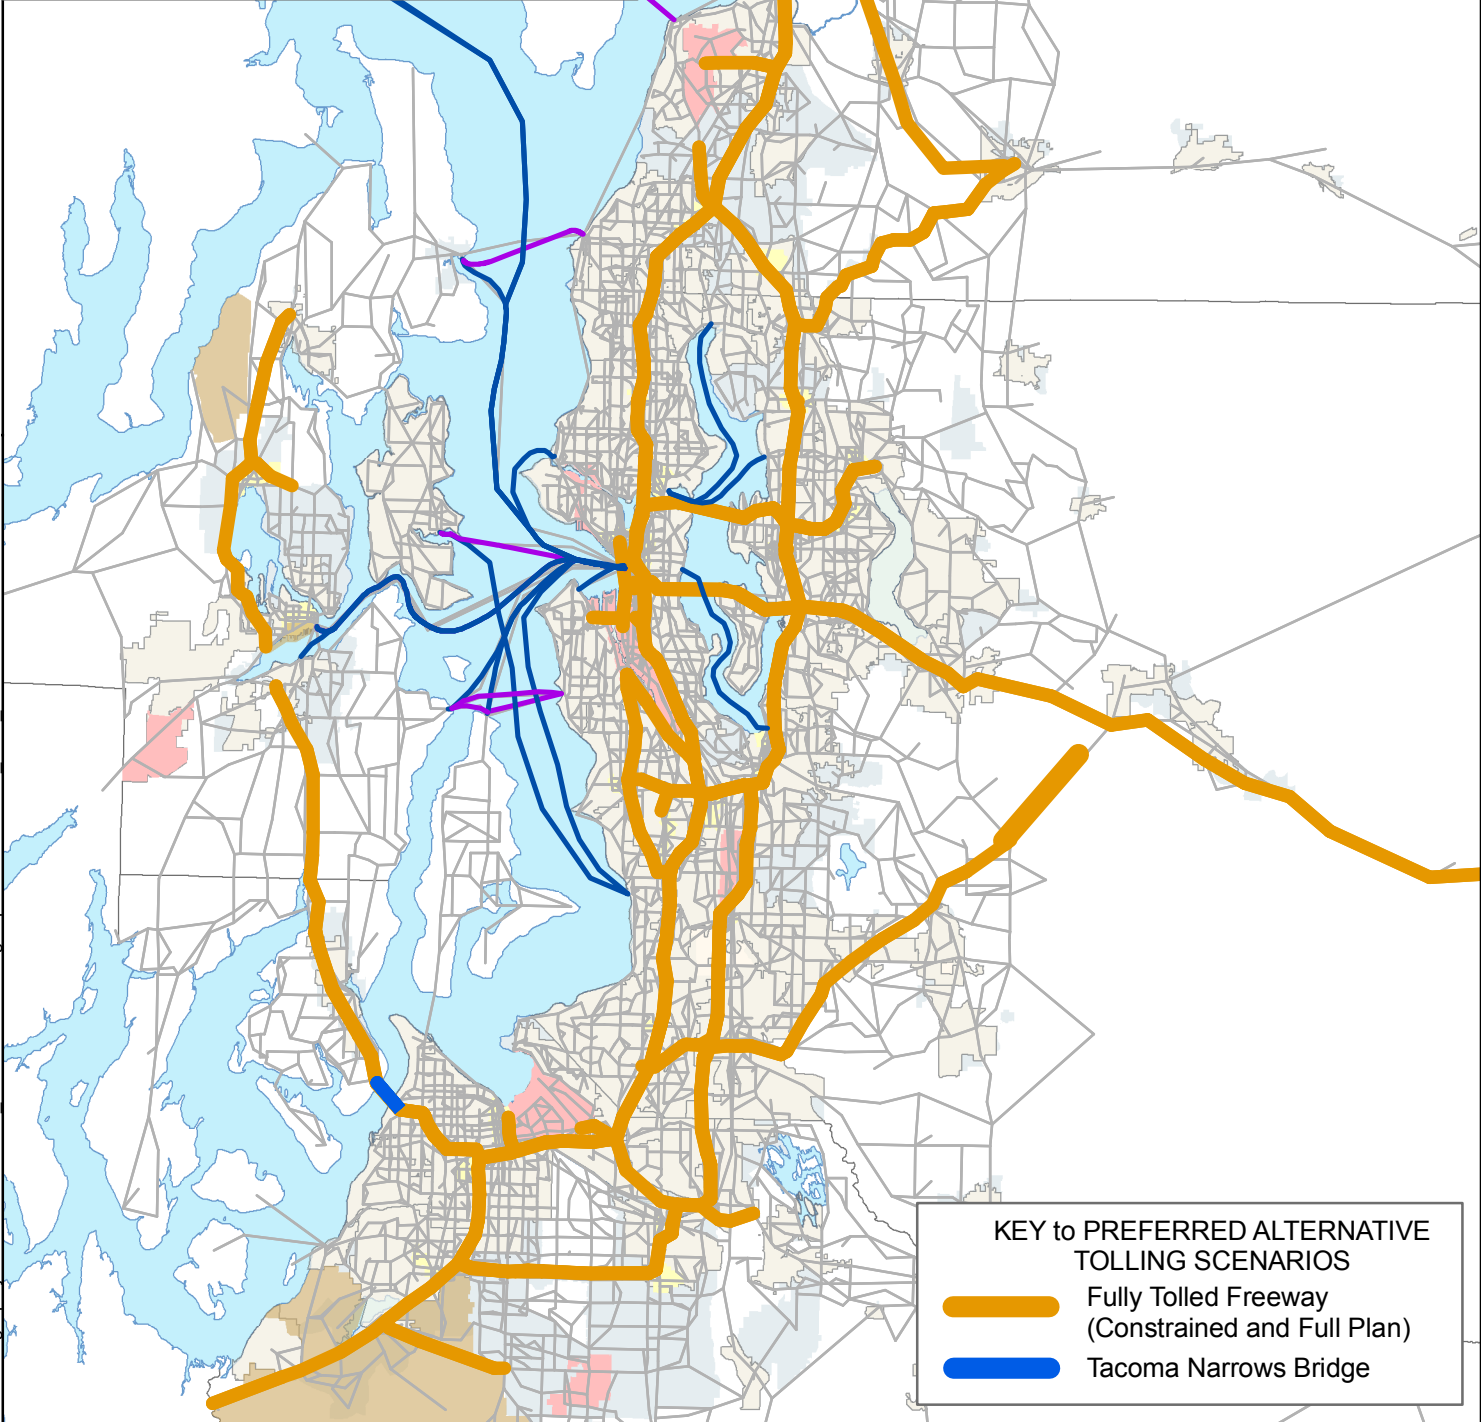 KEY to PREFERRED ALTERNATIVE
TOLLING SCENARIOS
Fully Tolled Freeway
(Constrained and Full Plan)
Tacoma Narrows Bridge